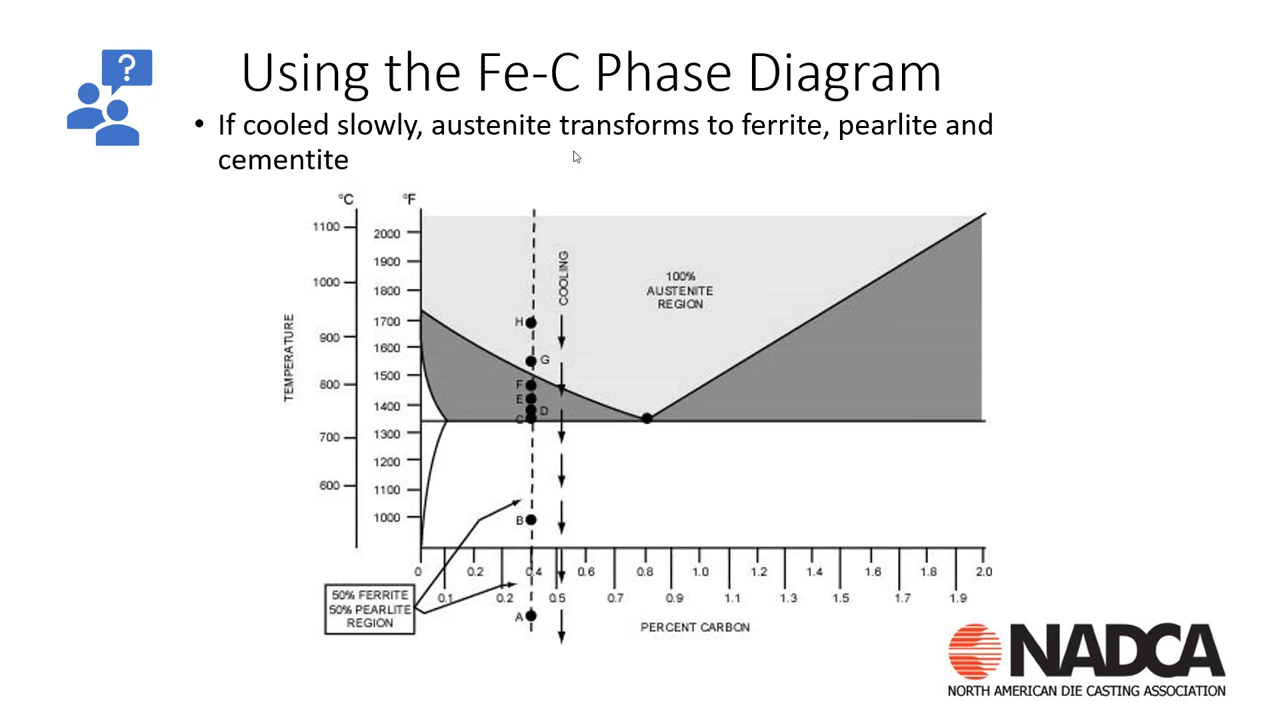 ?
Using the Fe-C Phase Diagram
• If cooled slowly, austenite transforms to ferrite, pearlite and
cementite
°C
°F
1100
1000
900
800
700
600
2000
1900
1800
1700
1600
1500
1400
1300
1200
1100
1000
TEMPERATURE
COOLING
100%
AUSTENITE
REGION
H
G
F
E
D
C
B
A
0 0.2 0.4 0.6 0.8 1.0 1.2 1.4 1.6 1.8 2.0
0.1 0.2 0.5 0.7 0.9 1.1 1.3 1.5 1.7 1.9
50% FERRITE
50% PEARLITE
REGION
PERCENT CARBON
NADCA
NORTH AMERICAN DIE CASTING ASSOCIATION